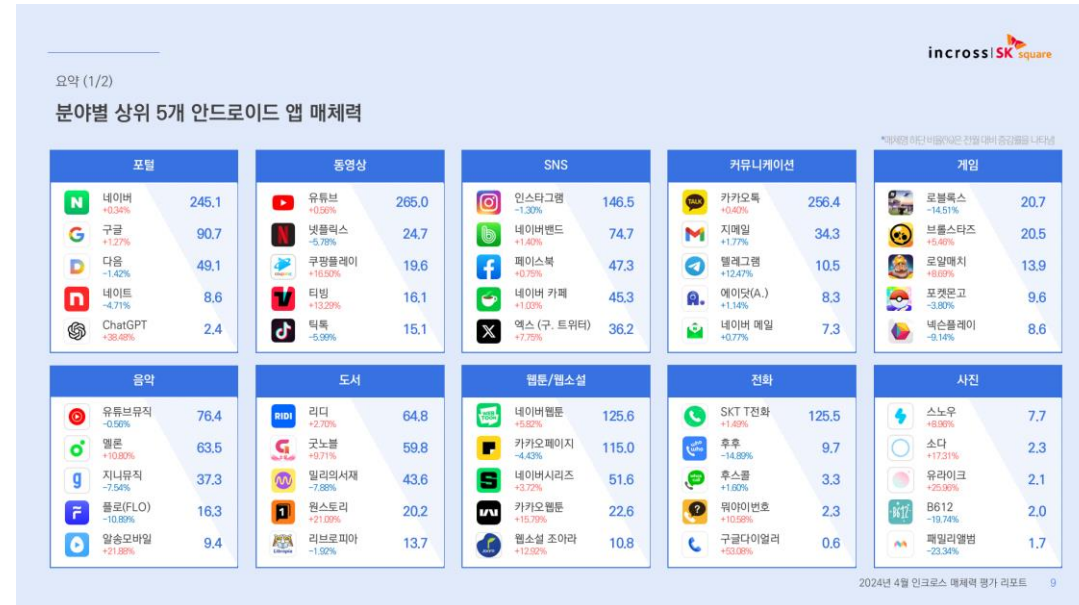 incross SK square
요약 (1/2)
분야별 상위 5개 안드로이드 앱 매체력
*매체명 하단 비율(%)은 전월 대비 증감률을 나타냄
포털
네이버 245.1
+0.34%
구글 90.7
+1.27%
다음 49.1
-1.42%
네이트 8.6
-4.71%
ChatGPT 2.4
+38.48%
동영상
유튜브 265.0
+0.56%
넷플릭스 24.7
-5.78%
쿠팡플레이 19.6
+16.50%
티빙 16.1
+13.29%
틱톡 15.1
-5.99%
SNS
인스타그램 146.5
-1.30%
네이버밴드 74.7
+1.40%
페이스북 47.3
+0.75%
네이버 카페 45.3
+1.03%
엑스 (구. 트위터) 36.2
+7.75%
커뮤니케이션
TALK
카카오톡 256.4
+0.40%
지메일 34.3
+1.77%
텔레그램 10.5
+12.47%
에이닷(A.) 8.3
+1.14%
네이버 메일 7.3
+0.77%
게임
로블록스 20.7
-14.51%
브롤스타즈 20.5
+5.46%
로얄매치 13.9
+8.69%
포켓몬고 9.6
-3.80%
넥슨플레이 8.6
-9.14%
음악
유튜브뮤직 76.4
-0.56%
멜론 63.5
+10.80%
지니뮤직 37.3
-7.54%
플로(FLO) 16.3
-10.89%
알송모바일 9.4
+21.88%
도서
RIDI
리디 64.8
+2.70%
굿노블 59.8
+9.71%
밀리의서재 43.6
-7.88%
원스토리 20.2
+21.09%
리브로피아 13.7
-1.92%
웹툰/웹소설
네이버웹툰 125.6
+5.82%
카카오페이지 115.0
-4.43%
네이버시리즈 51.6
+3.72%
카카오웹툰 22.6
+15.79%
웹소설 조아라 10.8
+12.92%
전화
SKT T전화 125.5
+1.49%
후후 9.7
-14.89%
후스콜 3.3
+1.60%
뭐야이번호 2.3
+10.58%
구글다이얼러 0.6
+53.08%
사진
스노우 7.7
+8.96%
소다 2.3
+17.31%
유라이크 2.1
+25.96%
B612
B612 2.0
-19.74%
패밀리앨범 1.7
-23.34%
2024년 4월 인크로스 매체력 평가 리포트 9